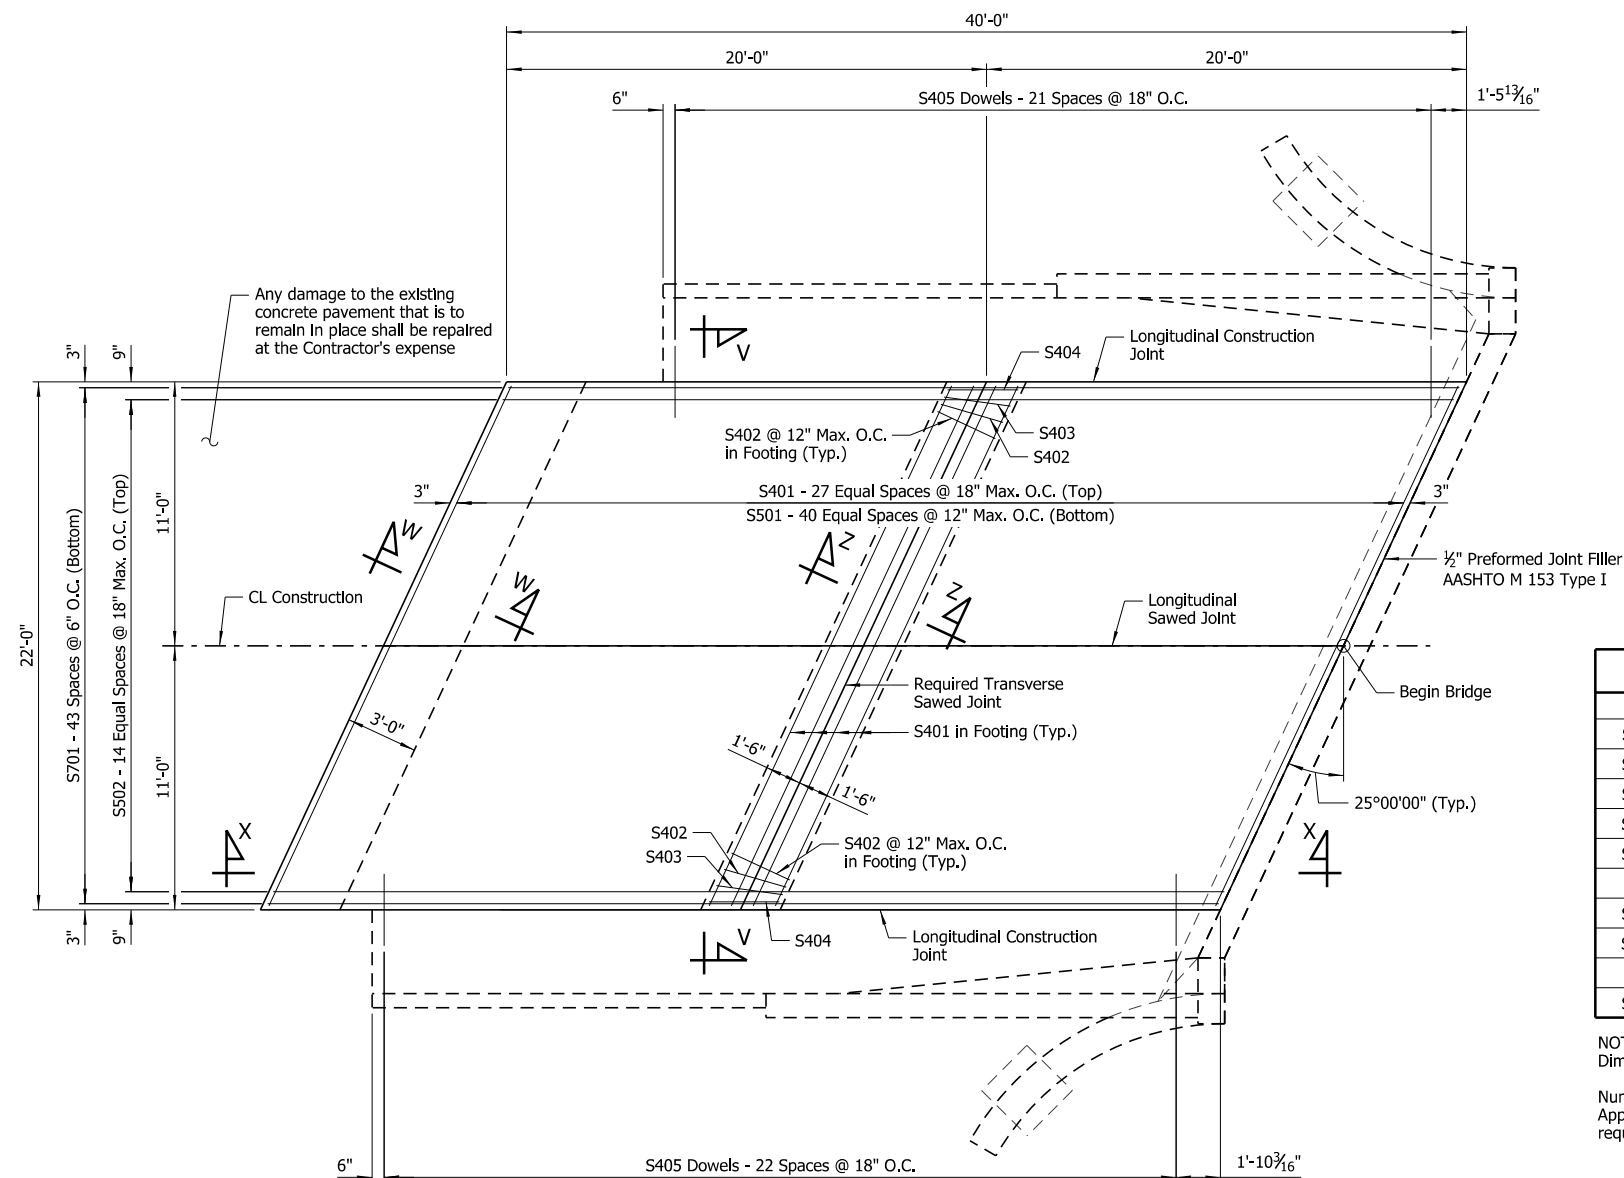 40'-0"
20'-0"
20'-0"
6"
S405 Dowels - 21 Spaces @ 18" O.C.
1'-5 13/16"
Any damage to the existing
concrete pavement that is to
remain in place shall be repaired
at the Contractor's expense
V
Longitudinal Construction
Joint
S404
3"
9"
S402 @ 12" Max. O.C.
in Footing (Typ.)
S403
S402
3"
S401 - 27 Equal Spaces @ 18" Max. O.C. (Top)
3"
S501 - 40 Equal Spaces @ 12" Max. O.C. (Bottom)
22'-0"
S701 - 43 Spaces @ 6" O.C. (Bottom)
S502 - 14 Equal Spaces @ 18" Max. O.C. (Top)
11'-0"
11'-0"
W
Z
1/2" Preformed Joint Filler
AASHTO M 153 Type I
CL Construction
W
Z
Longitudinal
Sawed Joint
Begin Bridge
Required Transverse
Sawed Joint
S401 in Footing (Typ.)
3'-0"
1'-6"
1'-6"
25°00'00" (Typ.)
X
X
S402
S403
S402 @ 12" Max. O.C.
in Footing (Typ.)
3"
9"
V
S404
Longitudinal Construction
Joint
6"
S405 Dowels - 22 Spaces @ 18" O.C.
1'-10 3/16"